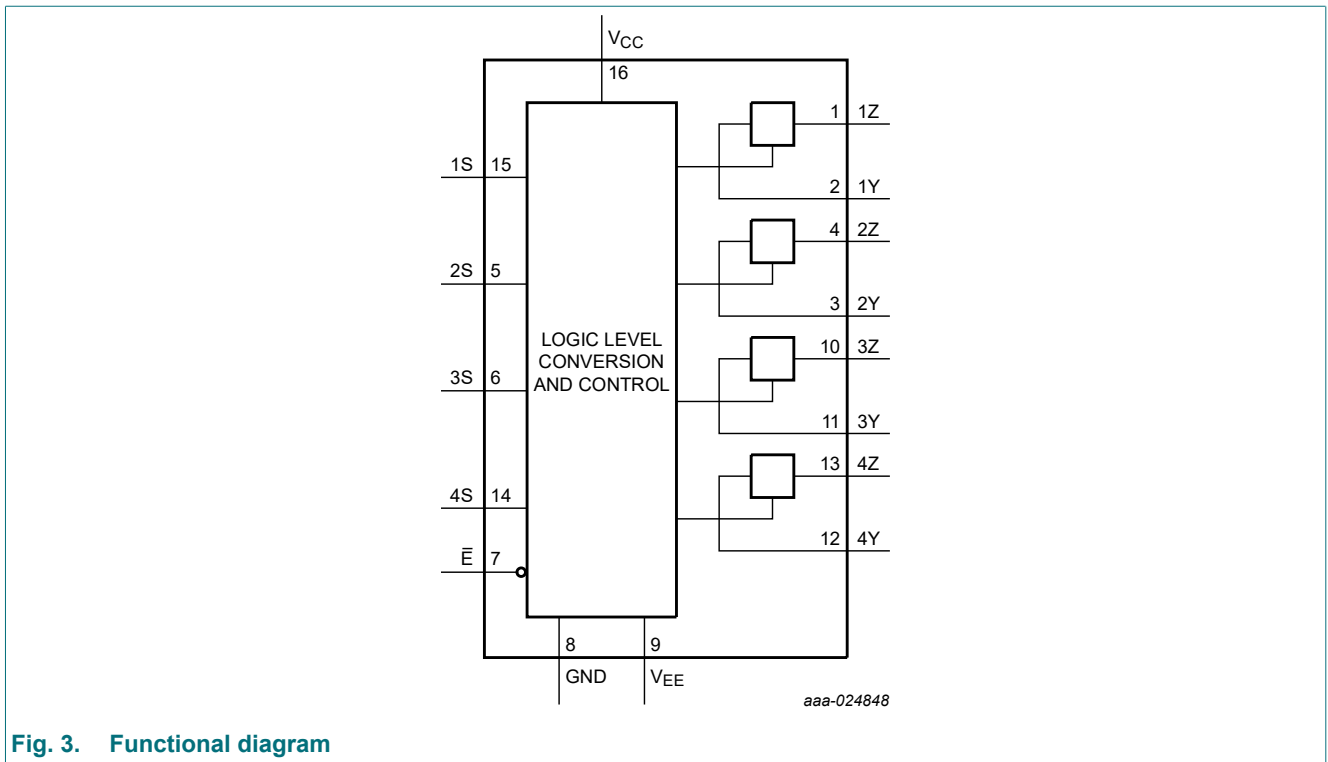 VCC
16
1 1Z
1S 15
2 1Y
4 2Z
2S 5
3 2Y
LOGIC LEVEL
CONVERSION
AND CONTROL
10 3Z
3S 6
11 3Y
13 4Z
4S 14
12 4Y
E̅ 7
8 9
GND VEE
aaa-024848
Fig. 3. Functional diagram